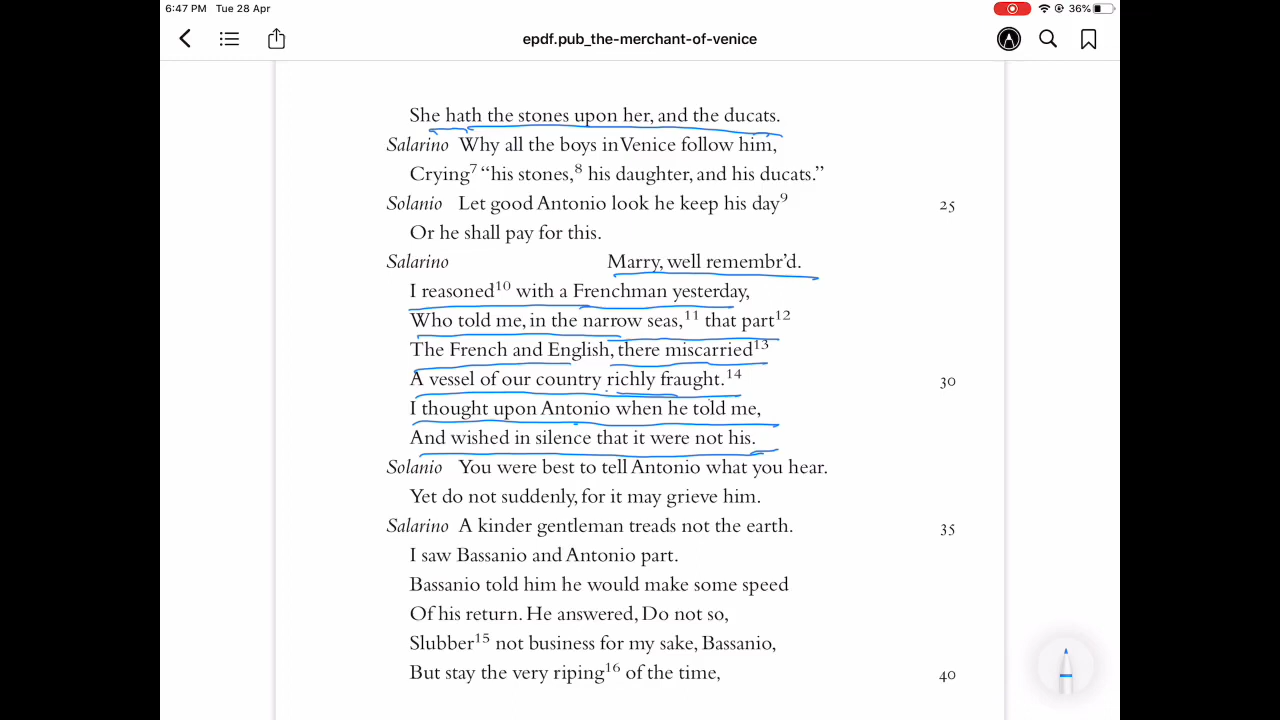 6:47 PM Tue 28 Apr
36%
epdf.pub_the-merchant-of-venice
She hath the stones upon her, and the ducats.
Salarino Why all the boys in Venice follow him,
Crying7 “his stones,8 his daughter, and his ducats.”
Solanio Let good Antonio look he keep his day9 25
Or he shall pay for this.
Salarino Marry, well remembr’d.
I reasoned10 with a Frenchman yesterday,
Who told me, in the narrow seas,11 that part12
The French and English, there miscarried13
A vessel of our country richly fraught.14 30
I thought upon Antonio when he told me,
And wished in silence that it were not his.
Solanio You were best to tell Antonio what you hear.
Yet do not suddenly, for it may grieve him.
Salarino A kinder gentleman treads not the earth. 35
I saw Bassanio and Antonio part.
Bassanio told him he would make some speed
Of his return. He answered, Do not so,
Slubber15 not business for my sake, Bassanio,
But stay the very riping16 of the time, 40